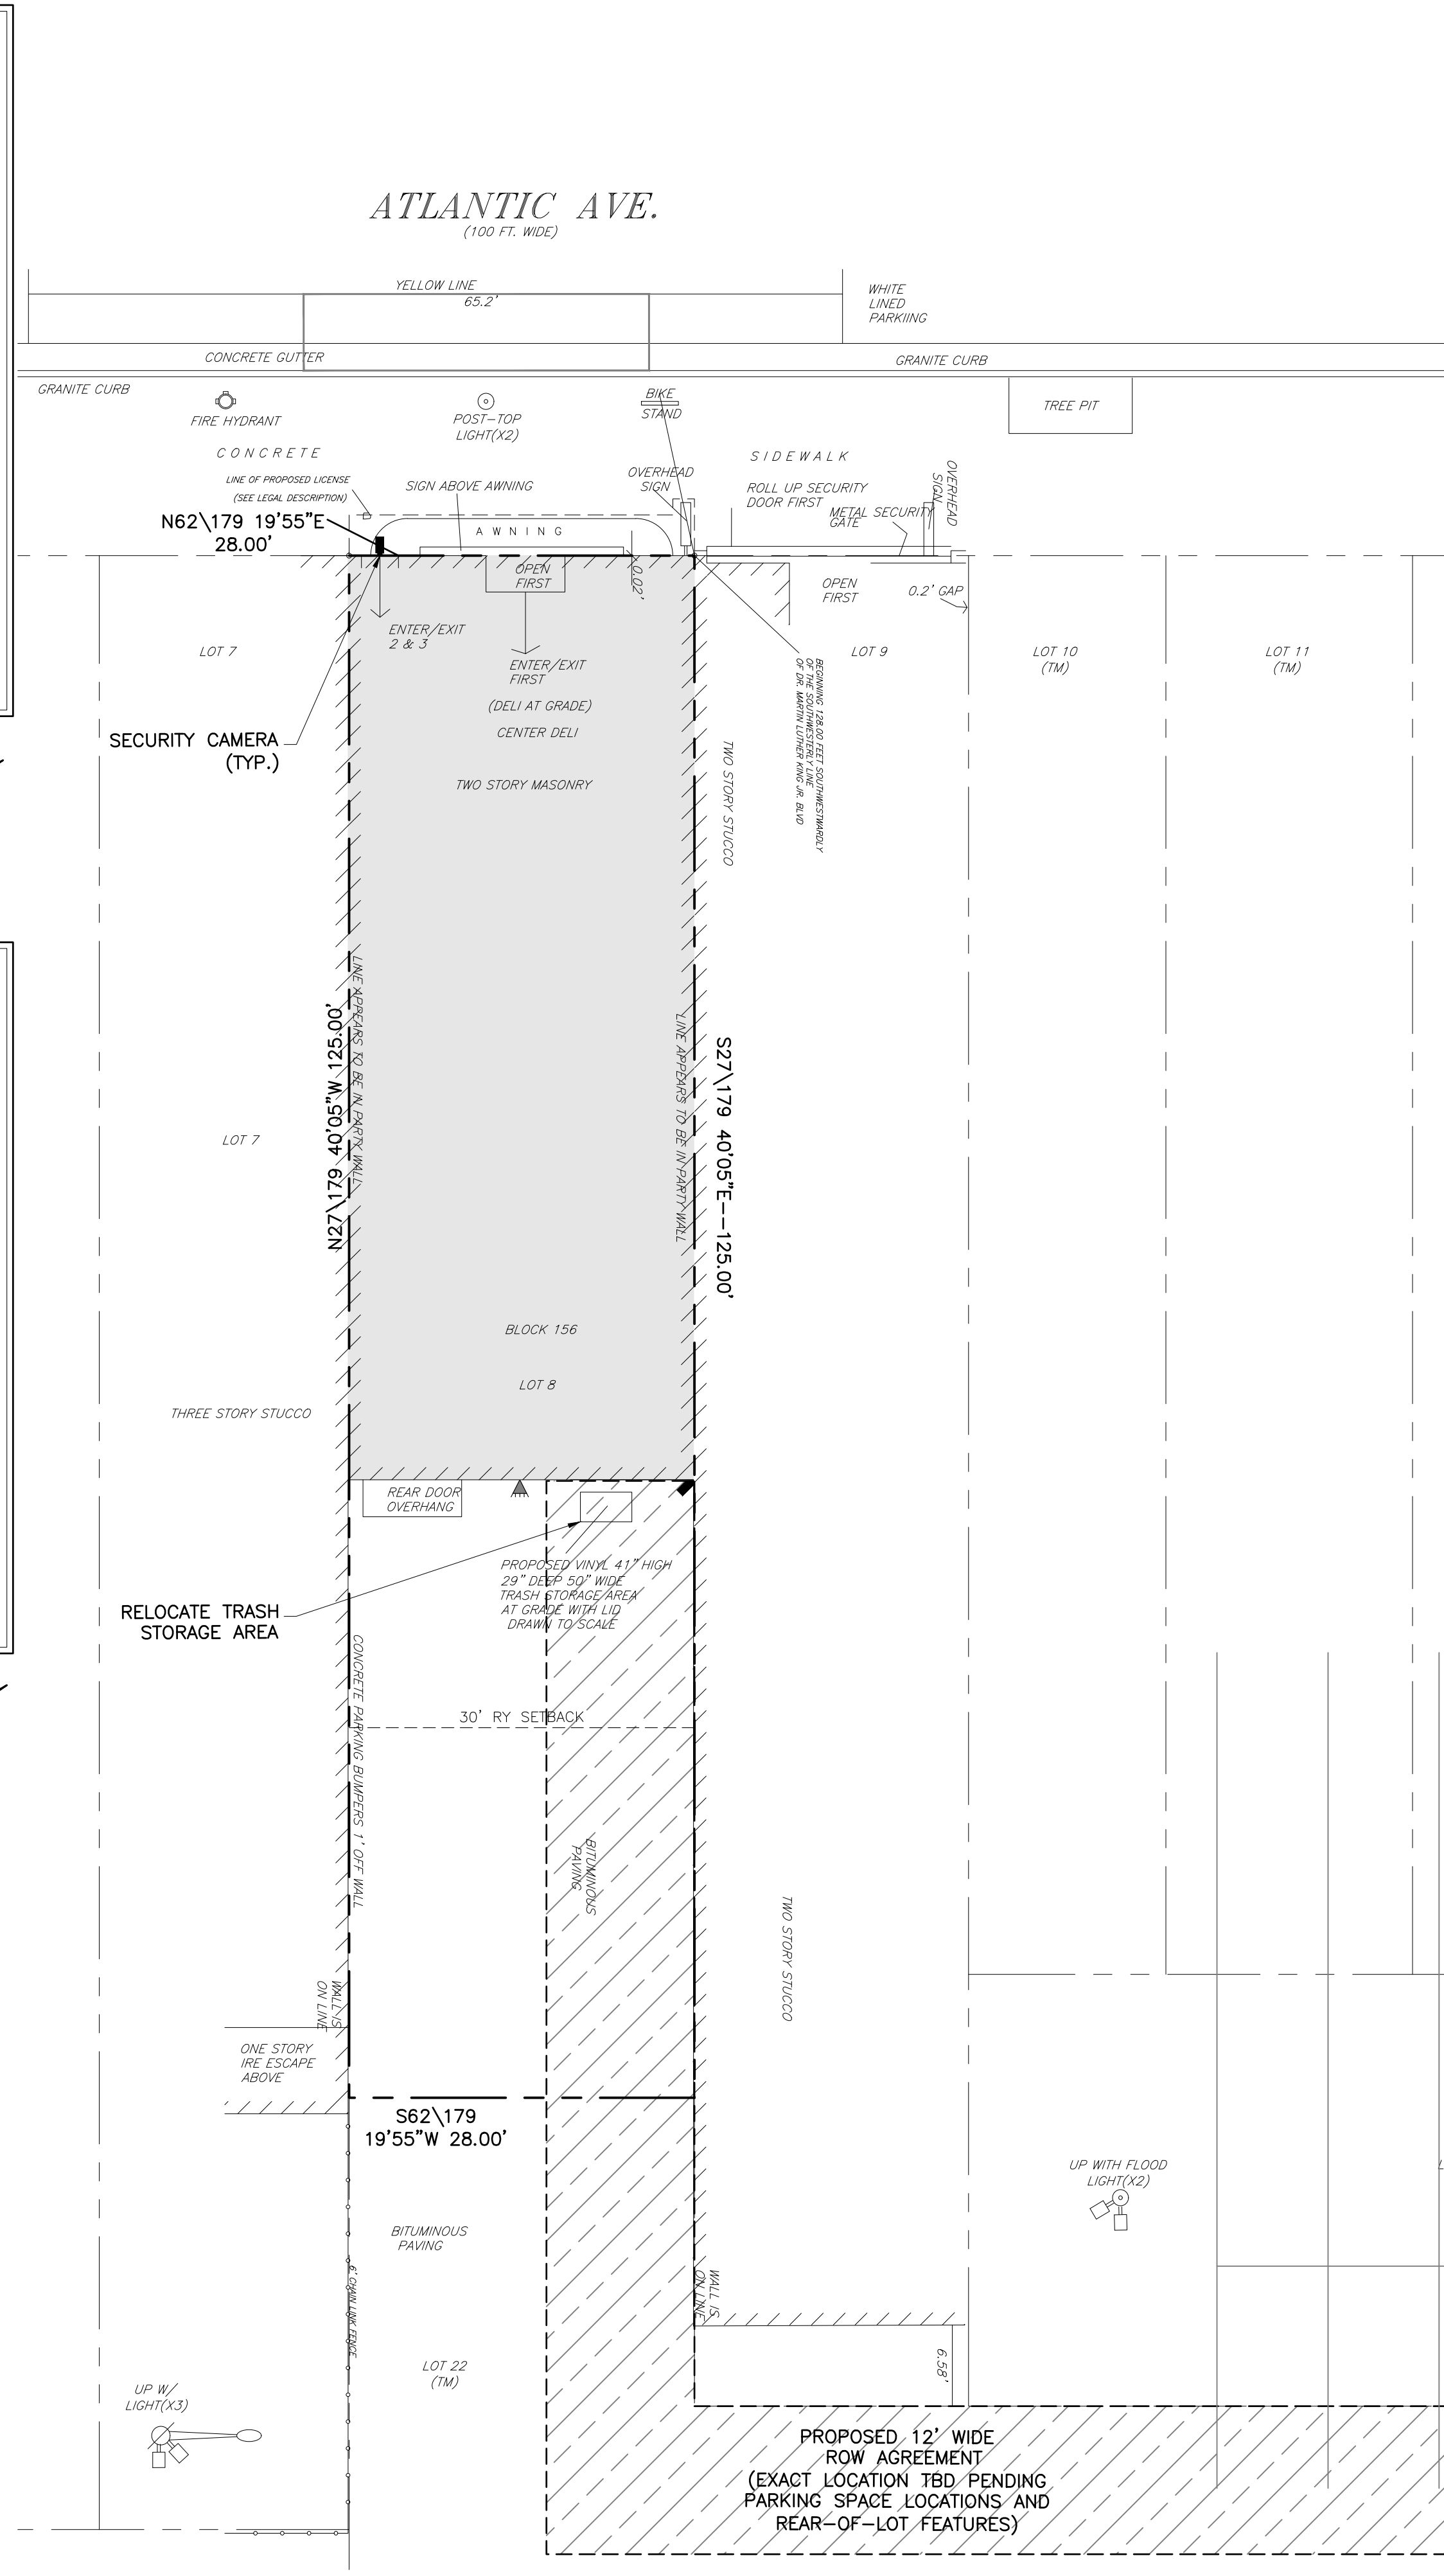 ATLANTIC AVE.
(100 FT. WIDE)
YELLOW LINE
65.2'
WHITE
LINED
PARKIING
CONCRETE GUTTER
GRANITE CURB
GRANITE CURB
FIRE HYDRANT
POST-TOP
LIGHT(X2)
BIKE
STAND
TREE PIT
CONCRETE
SIDEWALK
LINE OF PROPOSED LICENSE
(SEE LEGAL DESCRIPTION)
SIGN ABOVE AWNING
OVERHEAD
SIGN
ROLL UP SECURITY
DOOR FIRST
METAL SECURITY
GATE
OVERHEAD
SIGN
N62\179 19'55"E
28.00'
AWNING
OPEN
FIRST
0.02'
OPEN
FIRST
0.2' GAP
ENTER/EXIT
2 & 3
ENTER/EXIT
FIRST
LOT 7
LOT 9
LOT 10
(TM)
LOT 11
(TM)
BEGINNING 128.00 FEET SOUTHWESTWARDLY
OF THE SOUTHWESTERLY LINE
OF DR. MARTIN LUTHER KING JR. BLVD
(DELI AT GRADE)
CENTER DELI
SECURITY CAMERA
(TYP.)
TWO STORY MASONRY
TWO STORY STUCCO
LINE APPEARS TO BE IN PARTY WALL
N27\179 40'05"W 125.00'
LINE APPEARS TO BE IN PARTY WALL
S27\179 40'05"E--125.00'
LOT 7
BLOCK 156
LOT 8
THREE STORY STUCCO
REAR DOOR
OVERHANG
PROPOSED VINYL 41" HIGH
29" DEEP 50" WIDE
TRASH STORAGE AREA
AT GRADE WITH LID
DRAWN TO SCALE
RELOCATE TRASH
STORAGE AREA
CONCRETE PARKING BUMPERS 1' OFF WALL
30' RY SETBACK
BITUMINOUS
PAVING
TWO STORY STUCCO
WALL IS
ON LINE
ONE STORY
IRE ESCAPE
ABOVE
S62\179
19'55"W 28.00'
UP WITH FLOOD
LIGHT(X2)
L
BITUMINOUS
PAVING
6' CHAIN LINK FENCE
WALL IS
ON LINE
LOT 22
(TM)
6.58'
UP W/
LIGHT(X3)
PROPOSED 12' WIDE
ROW AGREEMENT
(EXACT LOCATION TBD PENDING
PARKING SPACE LOCATIONS AND
REAR-OF-LOT FEATURES)